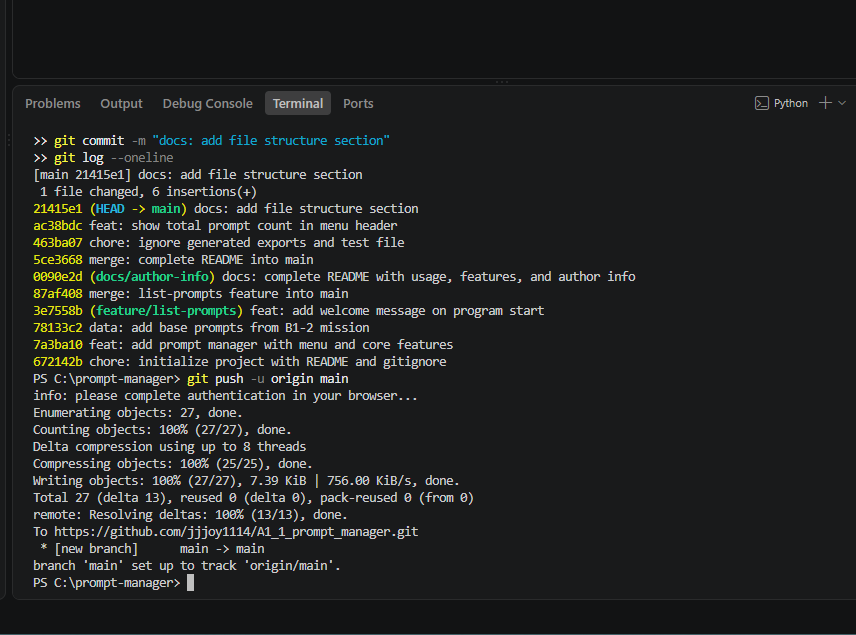 Problems Output Debug Console Terminal Ports Python
>> git commit -m "docs: add file structure section"
>> git log --oneline
[main 21415e1] docs: add file structure section
 1 file changed, 6 insertions(+)
21415e1 (HEAD -> main) docs: add file structure section
ac38bdc feat: show total prompt count in menu header
463ba07 chore: ignore generated exports and test file
5ce3668 merge: complete README into main
0090e2d (docs/author-info) docs: complete README with usage, features, and author info
87af408 merge: list-prompts feature into main
3e7558b (feature/list-prompts) feat: add welcome message on program start
78133c2 data: add base prompts from B1-2 mission
7a3ba10 feat: add prompt manager with menu and core features
672142b chore: initialize project with README and gitignore
PS C:\prompt-manager> git push -u origin main
info: please complete authentication in your browser...
Enumerating objects: 27, done.
Counting objects: 100% (27/27), done.
Delta compression using up to 8 threads
Compressing objects: 100% (25/25), done.
Writing objects: 100% (27/27), 7.39 KiB | 756.00 KiB/s, done.
Total 27 (delta 13), reused 0 (delta 0), pack-reused 0 (from 0)
remote: Resolving deltas: 100% (13/13), done.
To https://github.com/jjjoy1114/A1_1_prompt_manager.git
 * [new branch]      main -> main
branch 'main' set up to track 'origin/main'.
PS C:\prompt-manager>